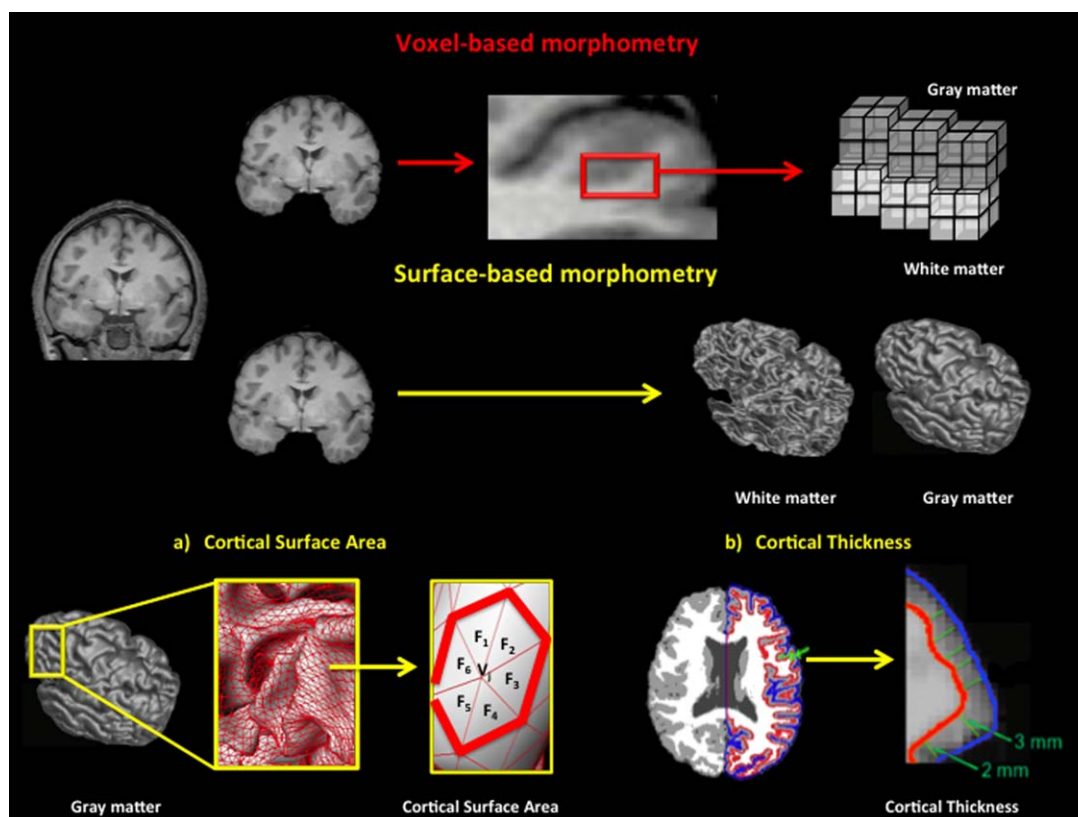 Voxel-based morphometry
Gray matter
White matter
Surface-based morphometry
White matter
Gray matter
a) Cortical Surface Area
b) Cortical Thickness
F1
F2
F6
Vj
F3
F5
F4
3 mm
2 mm
Gray matter
Cortical Surface Area
Cortical Thickness